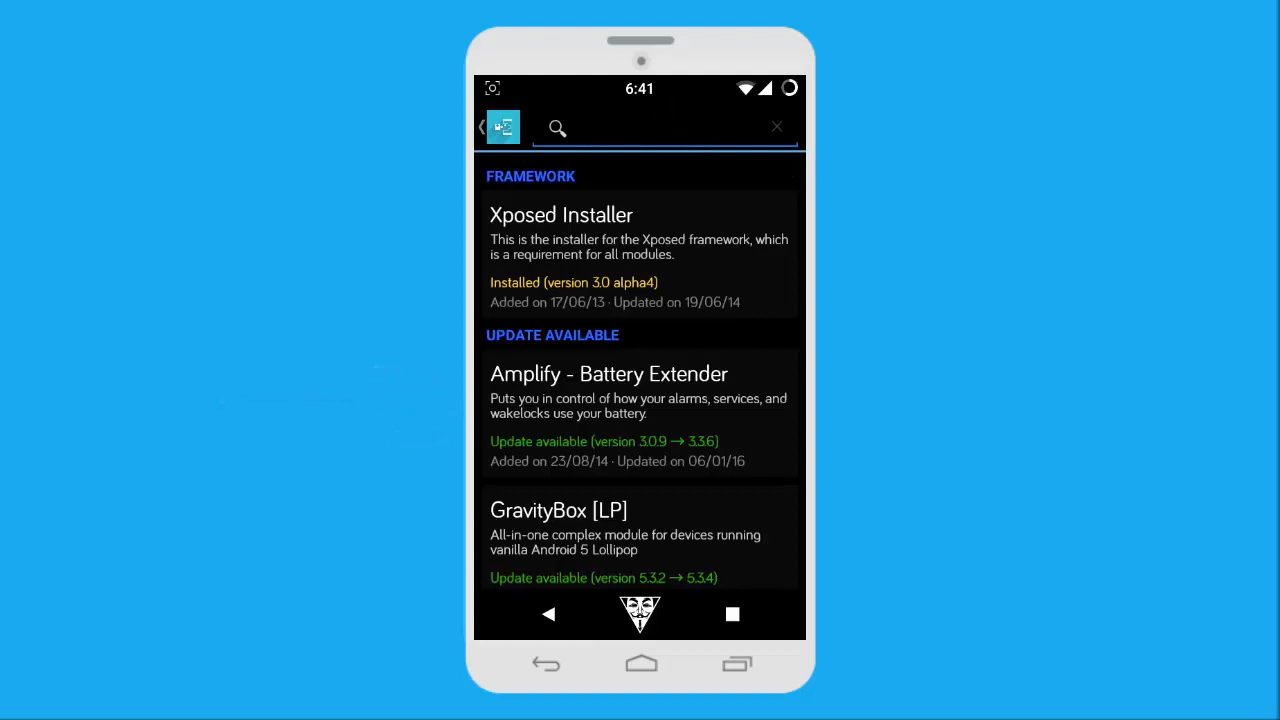 6:41
FRAMEWORK
Xposed Installer
This is the installer for the Xposed framework, which
is a requirement for all modules.
Installed (version 3.0 alpha4)
Added on 17/06/13 · Updated on 19/06/14
UPDATE AVAILABLE
Amplify - Battery Extender
Puts you in control of how your alarms, services, and
wakelocks use your battery.
Update available (version 3.0.9 → 3.3.6)
Added on 23/08/14 · Updated on 06/01/16
GravityBox [LP]
All-in-one complex module for devices running
vanilla Android 5 Lollipop
Update available (version 5.3.2 → 5.3.4)